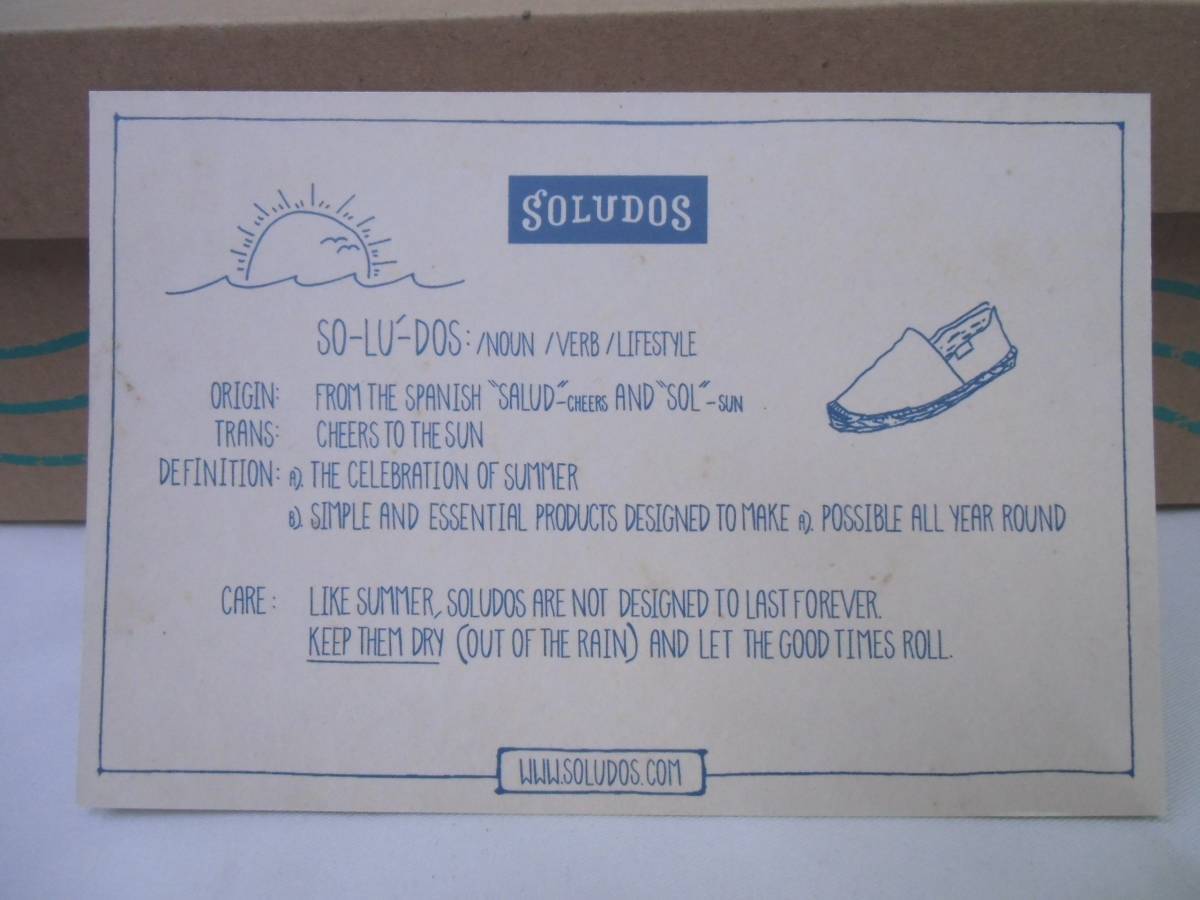 SOLUDOS
SO-LU´-DOS: /NOUN /VERB /LIFESTYLE
ORIGIN: FROM THE SPANISH "SALUD"-CHEERS AND "SOL"-SUN
TRANS: CHEERS TO THE SUN
DEFINITION: A). THE CELEBRATION OF SUMMER
B). SIMPLE AND ESSENTIAL PRODUCTS DESIGNED TO MAKE A). POSSIBLE ALL YEAR ROUND
CARE: LIKE SUMMER, SOLUDOS ARE NOT DESIGNED TO LAST FOREVER.
KEEP THEM DRY (OUT OF THE RAIN) AND LET THE GOOD TIMES ROLL.
WWW.SOLUDOS.COM